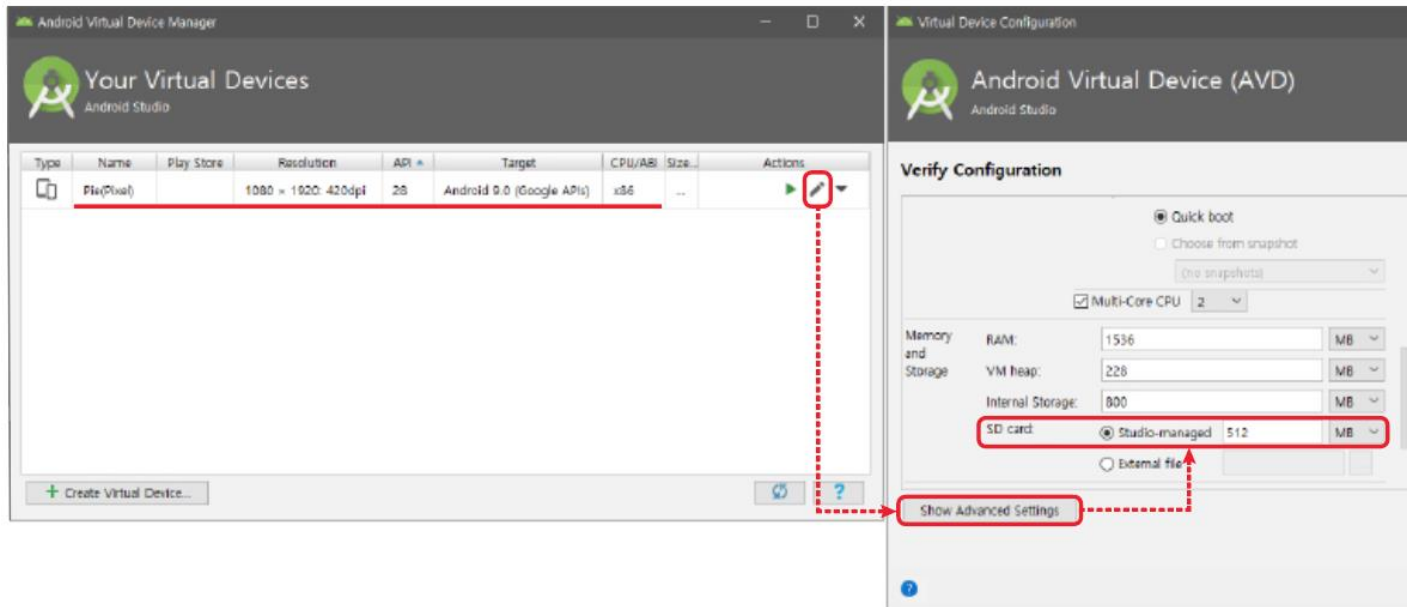 Android Virtual Device Manager
Your Virtual Devices
Android Studio
Type Name Play Store Resolution API Target CPU/ABI Size... Actions
Pie(Pixel) 1080 × 1920: 420dpi 28 Android 9.0 (Google APIs) x86 ...
+ Create Virtual Device...
?
Virtual Device Configuration
Android Virtual Device (AVD)
Android Studio
Verify Configuration
Quick boot
Choose from snapshot
(no snapshots)
Multi-Core CPU 2
Memory and Storage
RAM: 1536 MB
VM heap: 228 MB
Internal Storage: 800 MB
SD card: Studio-managed 512 MB
External file
...
Show Advanced Settings
?